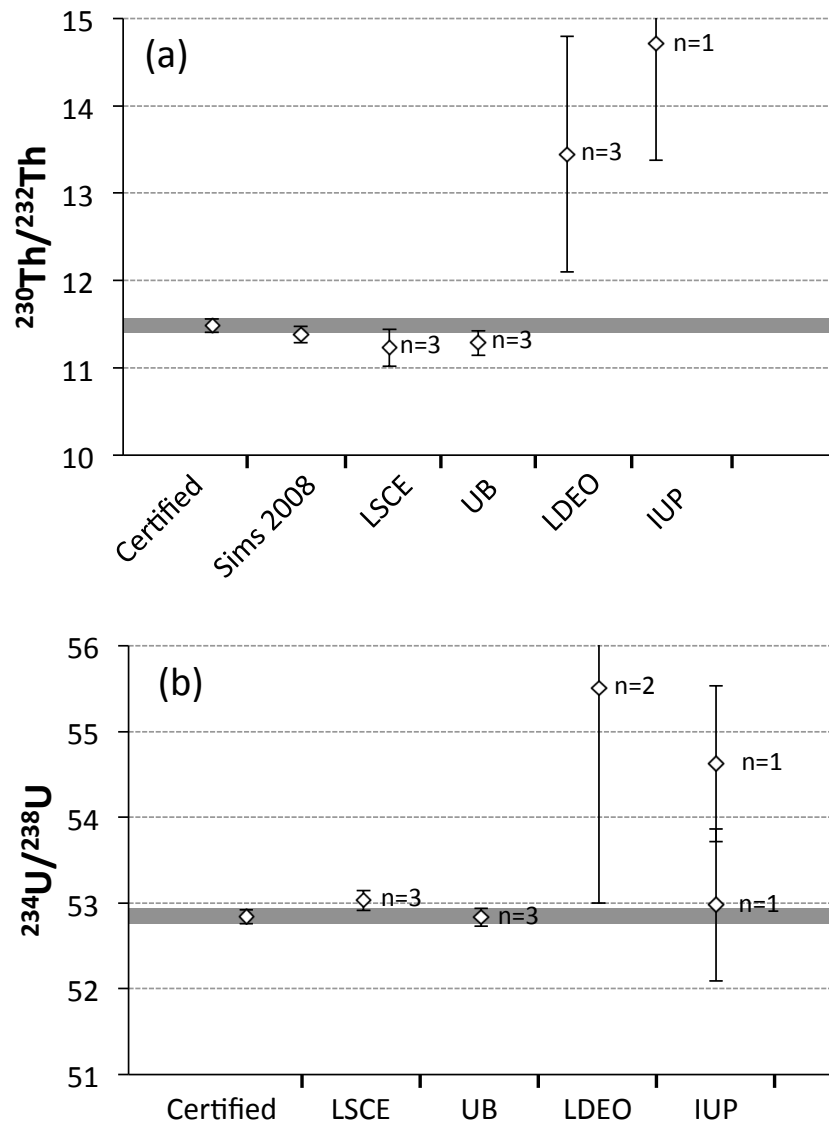 (a)
²³⁰Th/²³²Th
15
14
13
12
11
10
n=1
n=3
n=3
n=3
Certified
Sims 2008
LSCE
UB
LDEO
IUP
(b)
²³⁴U/²³⁸U
56
55
54
53
52
51
n=2
n=1
n=3
n=3
n=1
Certified
LSCE
UB
LDEO
IUP